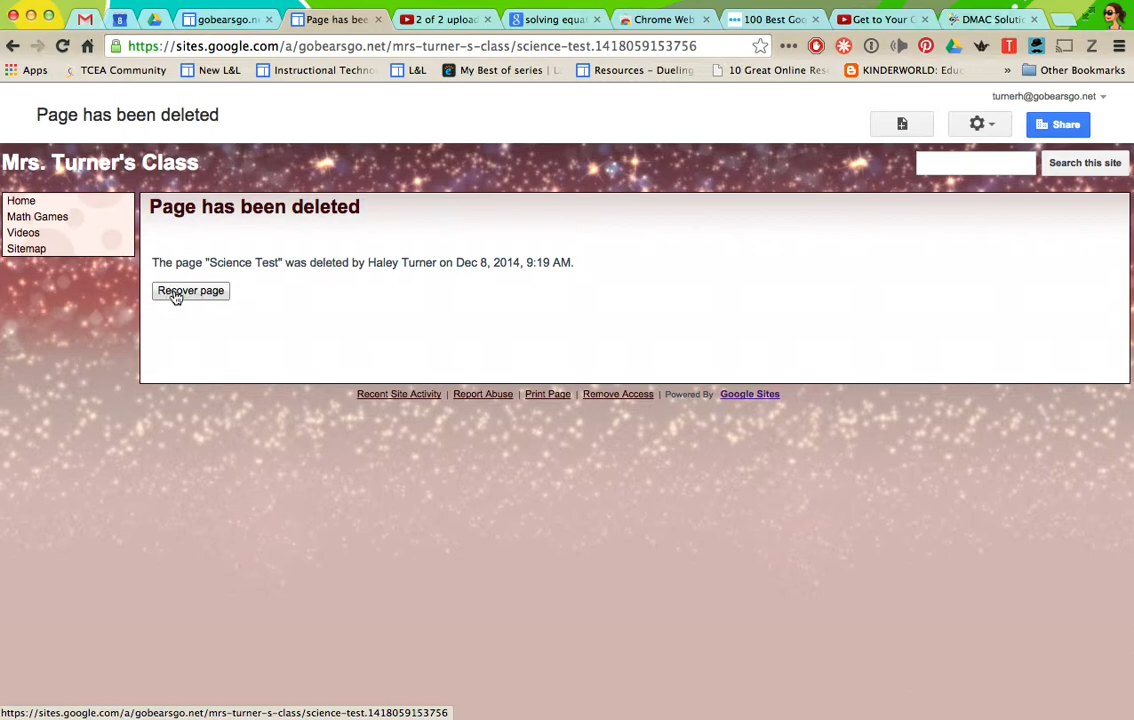 gobearsgo.n
Page has bee
2 of 2 upload
solving equa
Chrome Web
100 Best Goo
Get to Your C
DMAC Solutio
https://sites.google.com/a/gobearsgo.net/mrs-turner-s-class/science-test.1418059153756
Apps
TCEA Community
New L&L
Instructional Techno
L&L
My Best of series | L
Resources - Dueling
10 Great Online Res
KINDERWORLD: Educ
»
Other Bookmarks
turnerh@gobearsgo.net
Page has been deleted
Share
Mrs. Turner's Class
Search this site
Home
Math Games
Videos
Sitemap
Page has been deleted
The page "Science Test" was deleted by Haley Turner on Dec 8, 2014, 9:19 AM.
Recover page
Recent Site Activity | Report Abuse | Print Page | Remove Access | Powered By Google Sites
https://sites.google.com/a/gobearsgo.net/mrs-turner-s-class/science-test.1418059153756